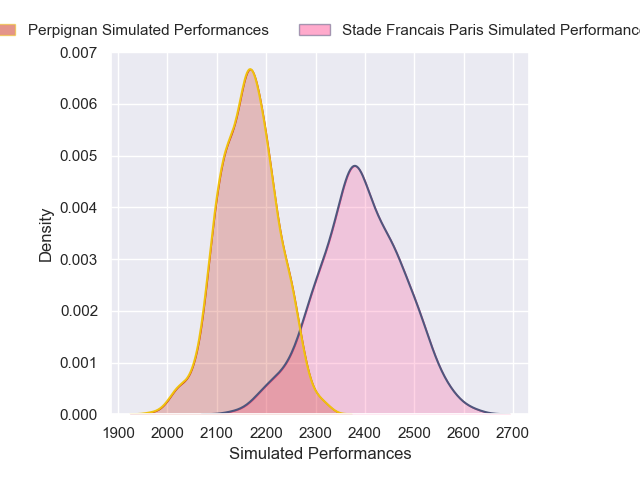 Perpignan Simulated Performances Stade Francais Paris Simulated Performanc
0.007
0.006
0.005
0.004
0.003
0.002
0.001
0.000
Density
1900 2000 2100 2200 2300 2400 2500 2600 2700
Simulated Performances